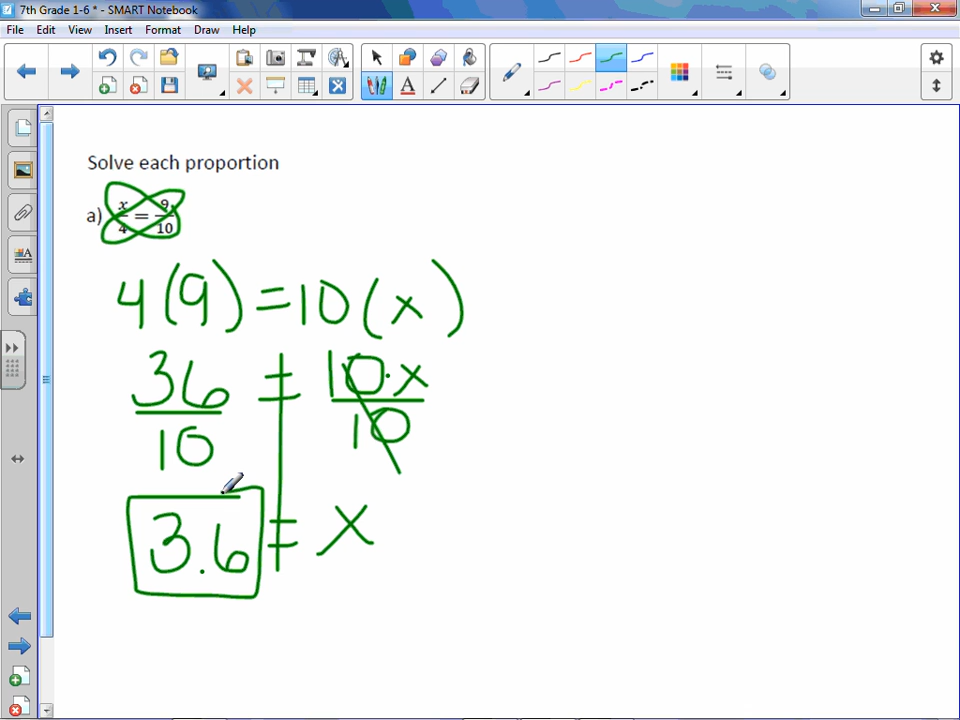 7th Grade 1-6 * - SMART Notebook
File Edit View Insert Format Draw Help
Solve each proportion
a) x/4 = 9/10
4(9) = 10(x)
36/10 = 10·x/10
3.6 = x